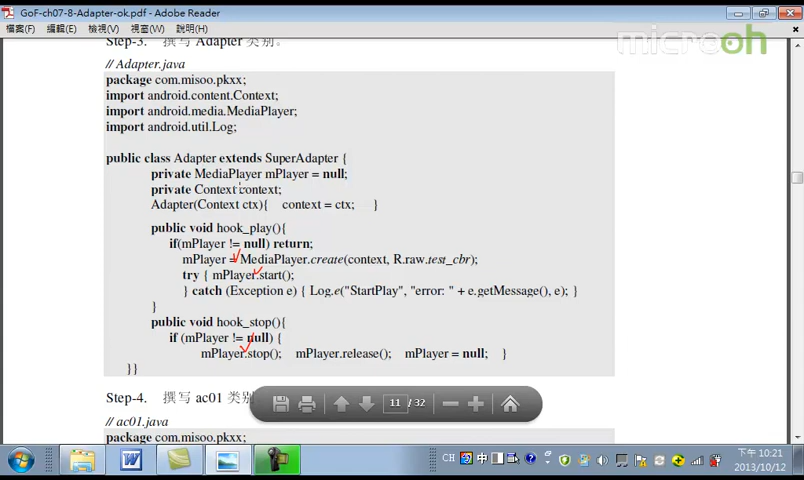 GoF-ch07-8-Adapter-ok.pdf - Adobe Reader
檔案(F) 編輯(E) 檢視(V) 視窗(W) 說明(H)
microoh
Step-3. 撰写 Adapter 类别。
// Adapter.java
package com.misoo.pkxx;
import android.content.Context;
import android.media.MediaPlayer;
import android.util.Log;
public class Adapter extends SuperAdapter {
private MediaPlayer mPlayer = null;
private Context context;
Adapter(Context ctx){ context = ctx; }
public void hook_play(){
if(mPlayer != null) return;
mPlayer = MediaPlayer.create(context, R.raw.test_cbr);
try { mPlayer.start();
} catch (Exception e) { Log.e("StartPlay", "error: " + e.getMessage(), e); }
}
public void hook_stop(){
if (mPlayer != null) {
mPlayer.stop(); mPlayer.release(); mPlayer = null; }
}}
Step-4. 撰写 ac01 类别
11 / 32
// ac01.java
package com.misoo.pkxx;
CH 中
下午 10:21
2013/10/12